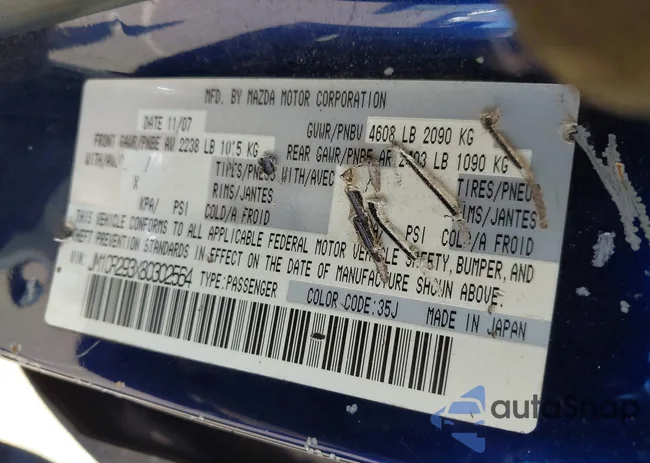 MFD. BY MAZDA MOTOR CORPORATION
DATE 11/07 GVWR/PNBV 4608 LB 2090 KG
FRONT GAWR/PNBE AV 2238 LB 1015 KG REAR GAWR/PNBE AR 2403 LB 1090 KG
WITH/AVEC / TIRES/PNEUS WITH/AVEC TIRES/PNEUS
X RIMS/JANTES RIMS/JANTES
KPA/ PSI COLD/A FROID PSI COLD/A FROID
THIS VEHICLE CONFORMS TO ALL APPLICABLE FEDERAL MOTOR VEHICLE SAFETY, BUMPER, AND
THEFT PREVENTION STANDARDS IN EFFECT ON THE DATE OF MANUFACTURE SHOWN ABOVE.
VIN: TYPE:PASSENGER COLOR CODE:35J MADE IN JAPAN
autoSnap